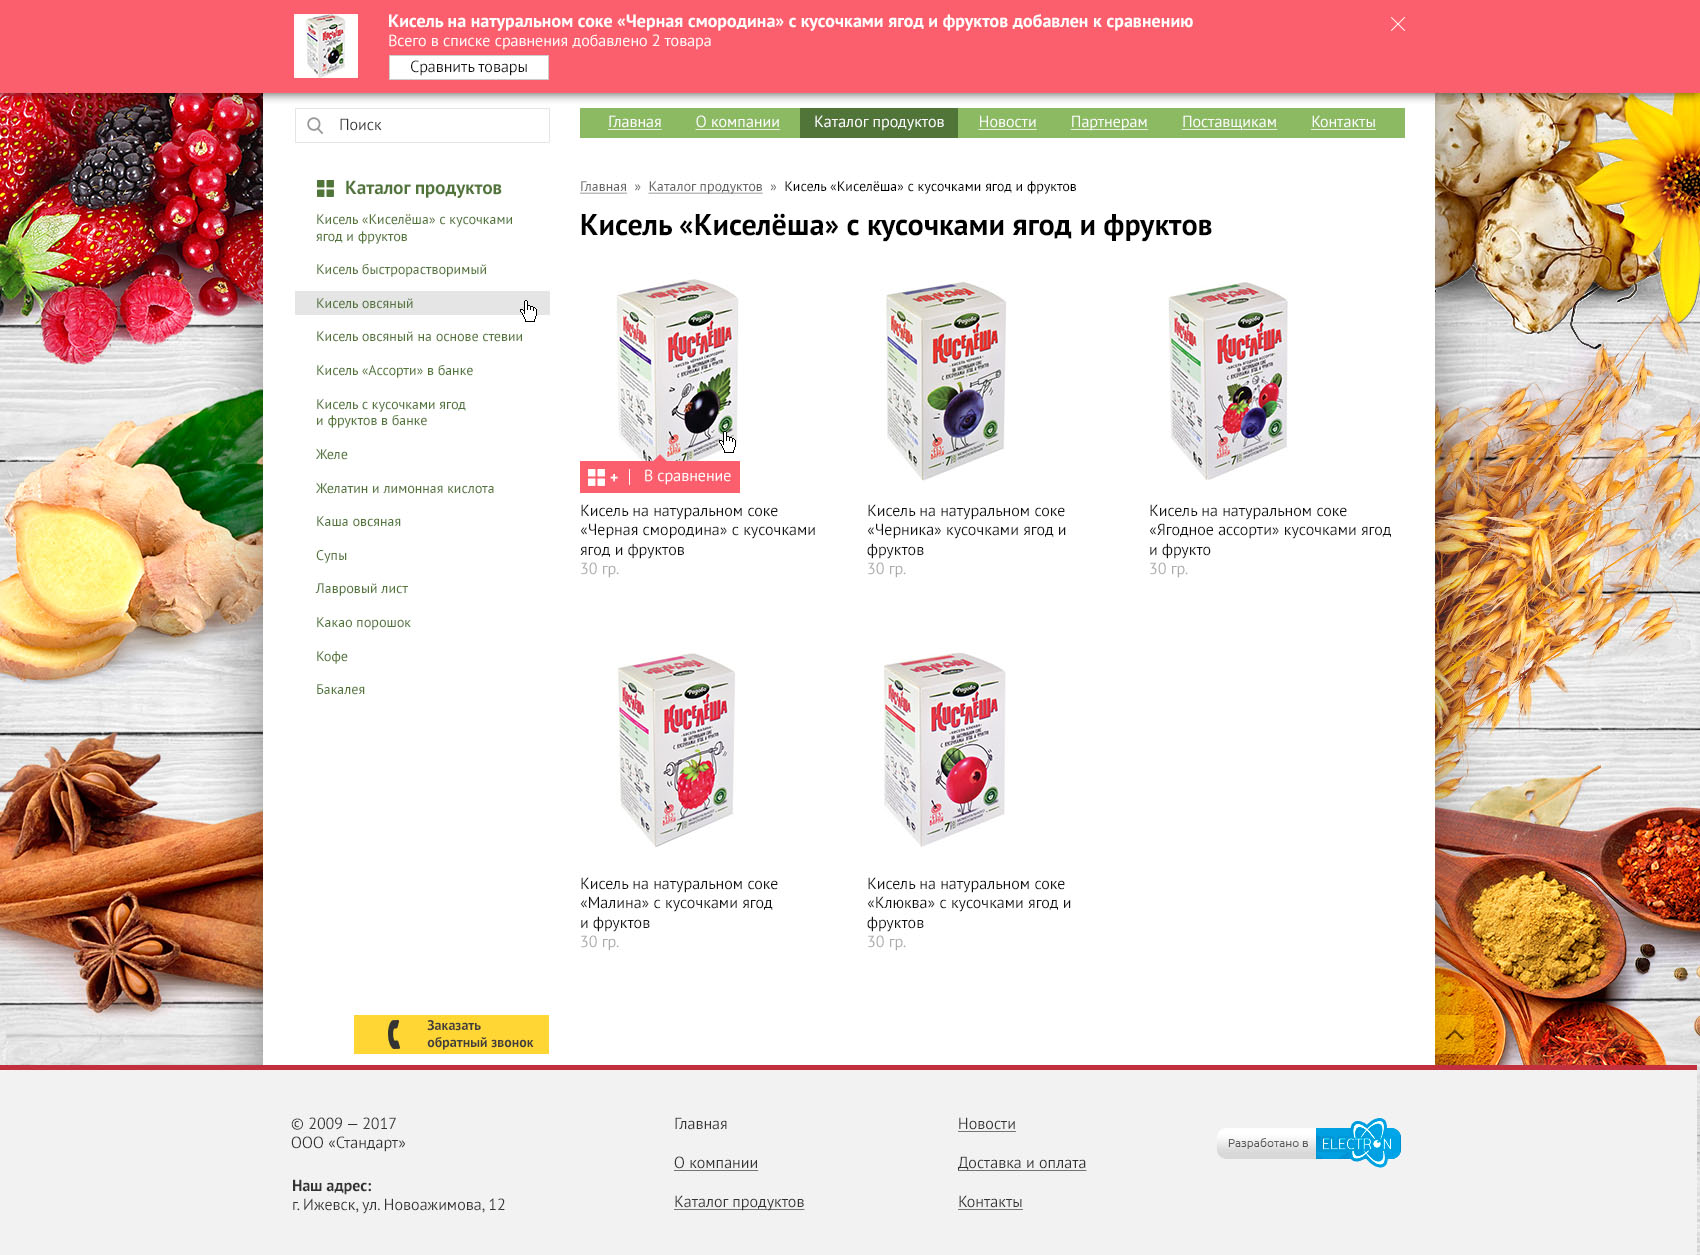 Кисель на натуральном соке «Черная смородина» с кусочками ягод и фруктов добавлен к сравнению
Всего в списке сравнения добавлено 2 товара
Сравнить товары
Поиск
Главная
О компании
Каталог продуктов
Новости
Партнерам
Поставщикам
Контакты
Каталог продуктов
Кисель «Киселёша» с кусочками
ягод и фруктов
Кисель быстрорастворимый
Кисель овсяный
Кисель овсяный на основе стевии
Кисель «Ассорти» в банке
Кисель с кусочками ягод
и фруктов в банке
Желе
Желатин и лимонная кислота
Каша овсяная
Супы
Лавровый лист
Какао порошок
Кофе
Бакалея
Заказать
обратный звонок
Главная » Каталог продуктов » Кисель «Киселёша» с кусочками ягод и фруктов
Кисель «Киселёша» с кусочками ягод и фруктов
Киселёша
Киселёша
Киселёша
+ В сравнение
Кисель на натуральном соке
«Черная смородина» с кусочками
ягод и фруктов
30 гр.
Кисель на натуральном соке
«Черника» кусочками ягод и
фруктов
30 гр.
Кисель на натуральном соке
«Ягодное ассорти» кусочками ягод
и фрукто
30 гр.
Киселёша
Киселёша
Кисель на натуральном соке
«Малина» с кусочками ягод
и фруктов
30 гр.
Кисель на натуральном соке
«Клюква» с кусочками ягод и
фруктов
30 гр.
© 2009 — 2017
ООО «Стандарт»
Наш адрес:
г. Ижевск, ул. Новоажимова, 12
Главная
О компании
Каталог продуктов
Новости
Доставка и оплата
Контакты
Разработано в ELECTRON